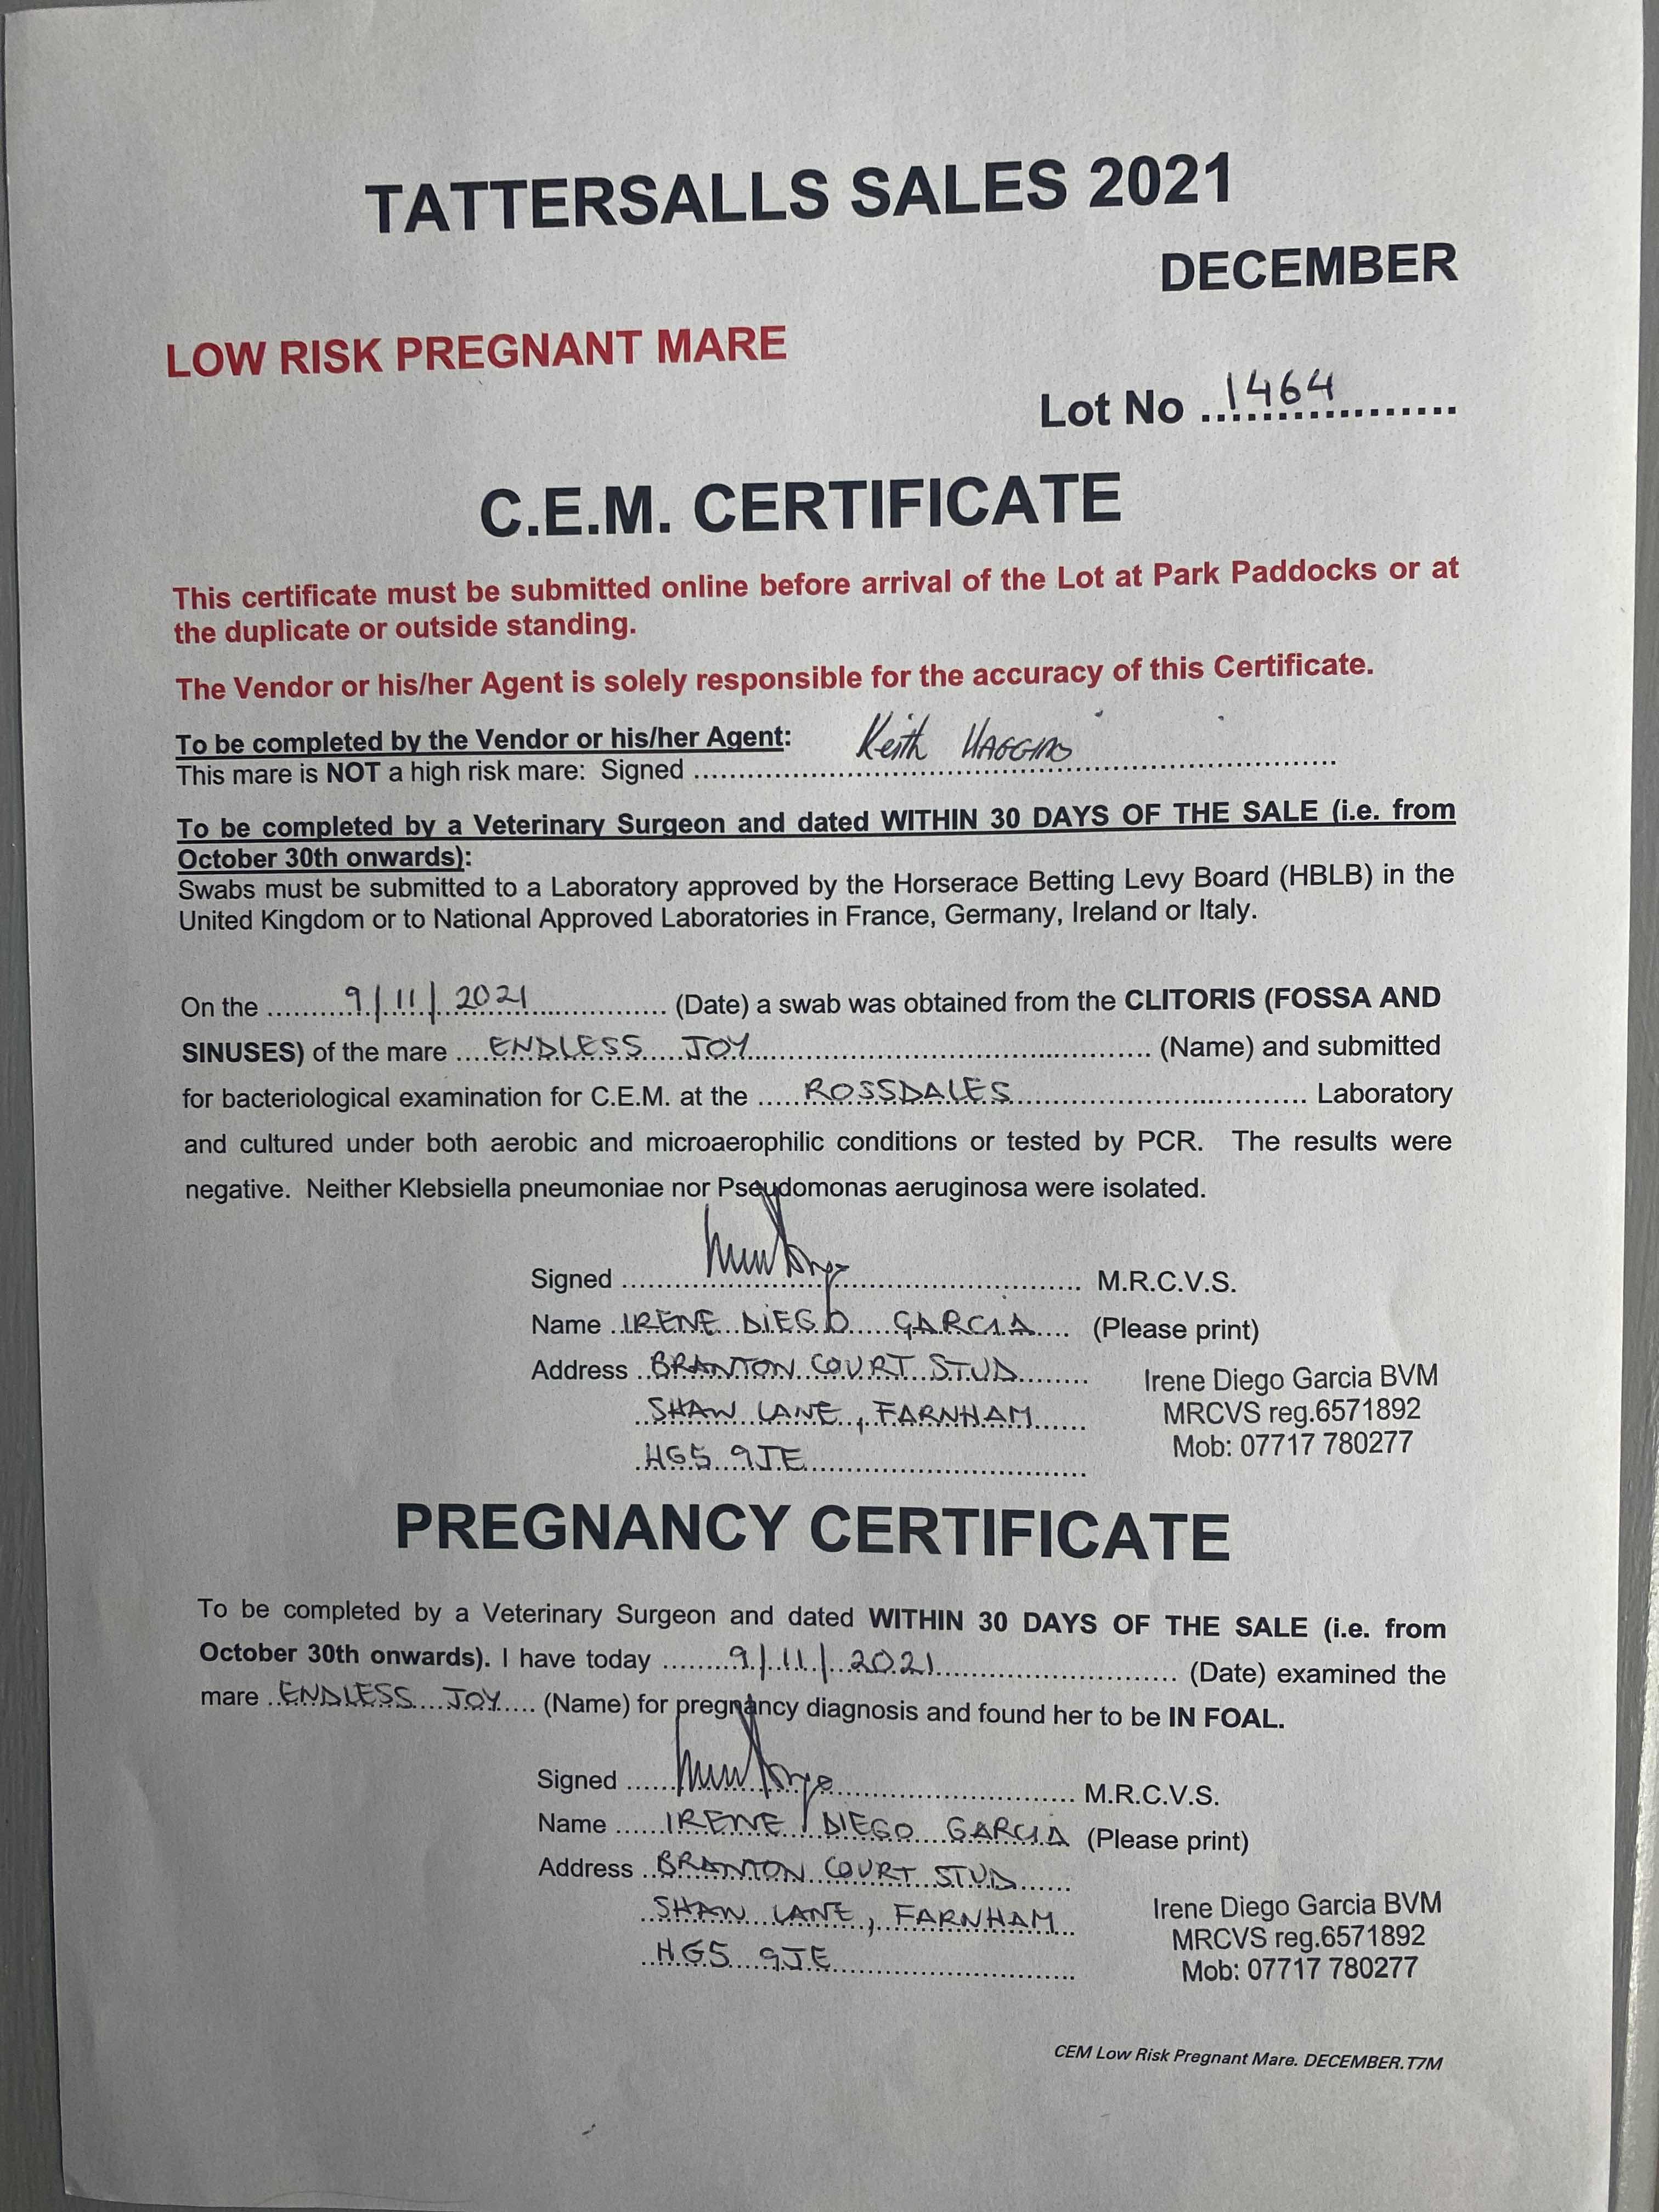 TATTERSALLS SALES 2021
DECEMBER
LOW RISK PREGNANT MARE
Lot No 1464
C.E.M. CERTIFICATE
This certificate must be submitted online before arrival of the Lot at Park Paddocks or at
the duplicate or outside standing.
The Vendor or his/her Agent is solely responsible for the accuracy of this Certificate.
To be completed by the Vendor or his/her Agent:
This mare is NOT a high risk mare: Signed Keith
To be completed by a Veterinary Surgeon and dated WITHIN 30 DAYS OF THE SALE (i.e. from
October 30th onwards):
Swabs must be submitted to a Laboratory approved by the Horserace Betting Levy Board (HBLB) in the
United Kingdom or to National Approved Laboratories in France, Germany, Ireland or Italy.
On the 9/11/2021 (Date) a swab was obtained from the CLITORIS (FOSSA AND
SINUSES) of the mare ENDLESS JOY (Name) and submitted
for bacteriological examination for C.E.M. at the ROSSDALES Laboratory
and cultured under both aerobic and microaerophilic conditions or tested by PCR. The results were
negative. Neither Klebsiella pneumoniae nor Pseudomonas aeruginosa were isolated.
Signed M.R.C.V.S.
Name IRENE DIEGO GARCIA (Please print)
Address BRANTON COURT STUD
Irene Diego Garcia BVM
SHAW LANE, FARNHAM
MRCVS reg.6571892
Mob: 07717 780277
HG5 9JE
PREGNANCY CERTIFICATE
To be completed by a Veterinary Surgeon and dated WITHIN 30 DAYS OF THE SALE (i.e. from
October 30th onwards). I have today 9/11/2021 (Date) examined the
mare ENDLESS JOY (Name) for pregnancy diagnosis and found her to be IN FOAL.
Signed M.R.C.V.S.
Name IRENE DIEGO GARCIA (Please print)
Address BRANTON COURT STUD
Irene Diego Garcia BVM
SHAW LANE, FARNHAM
MRCVS reg.6571892
HG5 9JE
Mob: 07717 780277
CEM Low Risk Pregnant Mare. DECEMBER.T7M